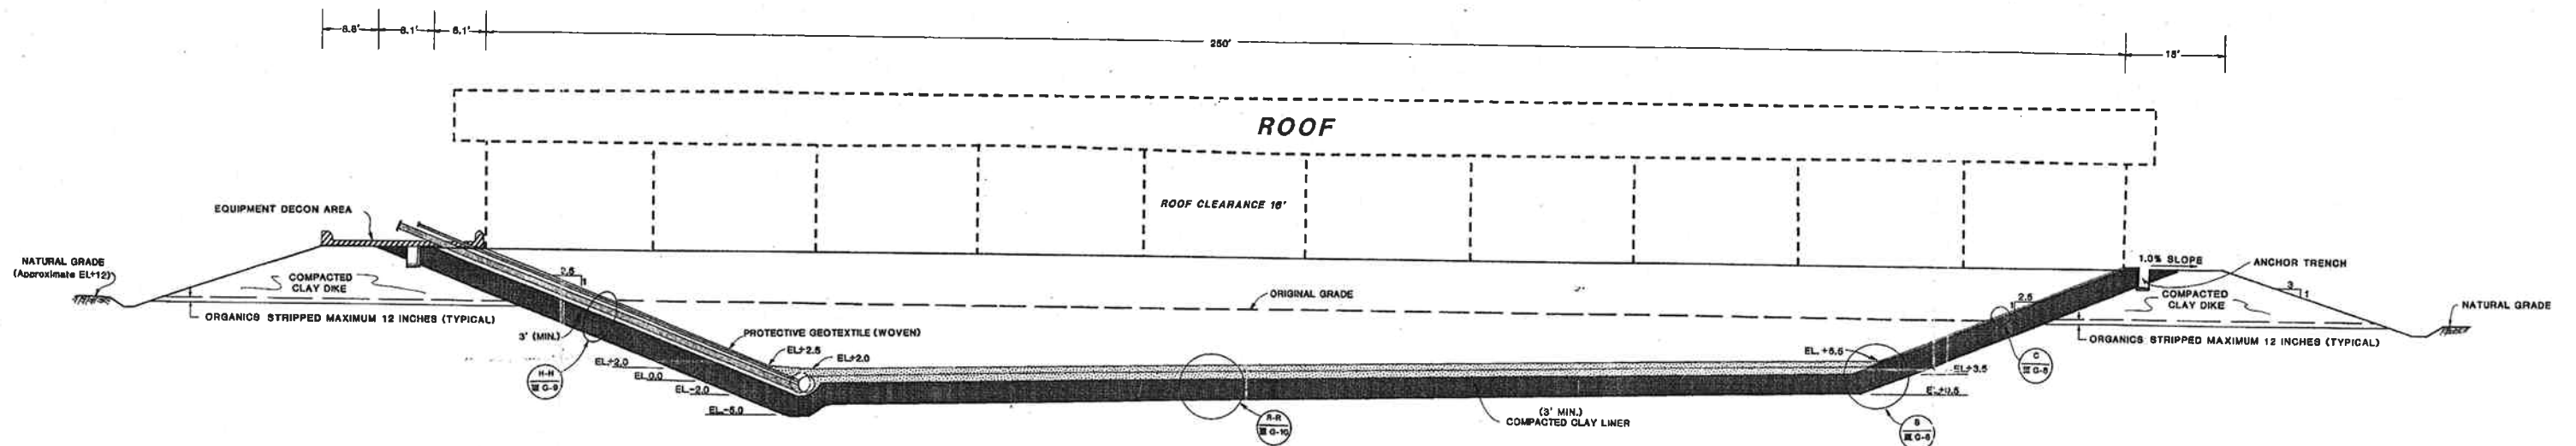 6.1'
250'
ROOF
ROOF CLEARANCE 16'
EQUIPMENT DECON AREA
NATURAL GRADE
(Approximate EL+12)
COMPACTED
CLAY DIKE
ORGANICS STRIPPED MAXIMUM 12 INCHES (TYPICAL)
1
3' (MIN.)
PROTECTIVE GEOTEXTILE (WOVEN)
ORIGINAL GRADE
EL+2.5
EL+2.0
EL+2.0
EL.0.0
EL.-2.0
EL.-5.0
H-H
R-R
(3' MIN.)
COMPACTED CLAY LINER
EL. +5.5
EL+3.5
1.0% SLOPE
ANCHOR TRENCH
2.5
1
3
1
COMPACTED
CLAY DIKE
NATURAL GRADE
ORGANICS STRIPPED MAXIMUM 12 INCHES (TYPICAL)
C